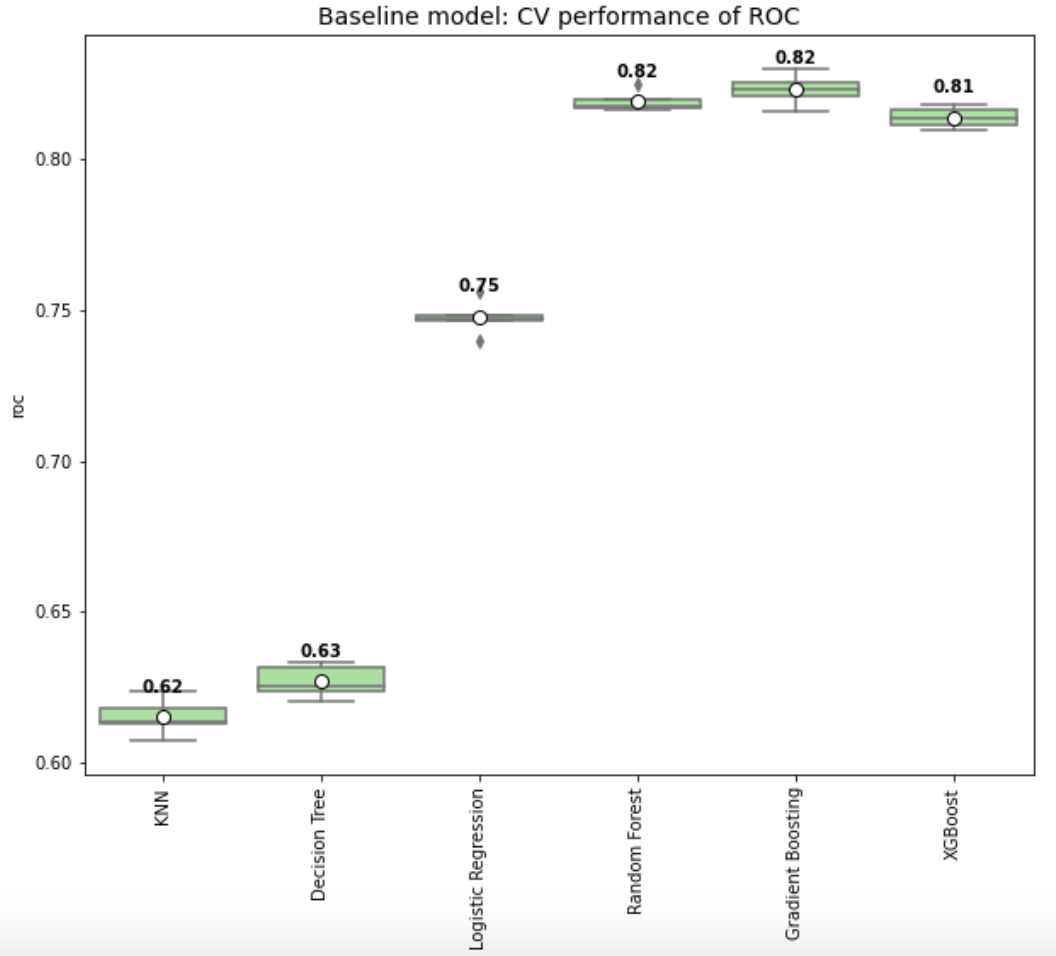 Baseline model: CV performance of ROC
0.82
0.82
0.81
0.80
0.75
0.75
roc
0.70
0.65
0.63
0.62
0.60
KNN
Decision Tree
Logistic Regression
Random Forest
Gradient Boosting
XGBoost